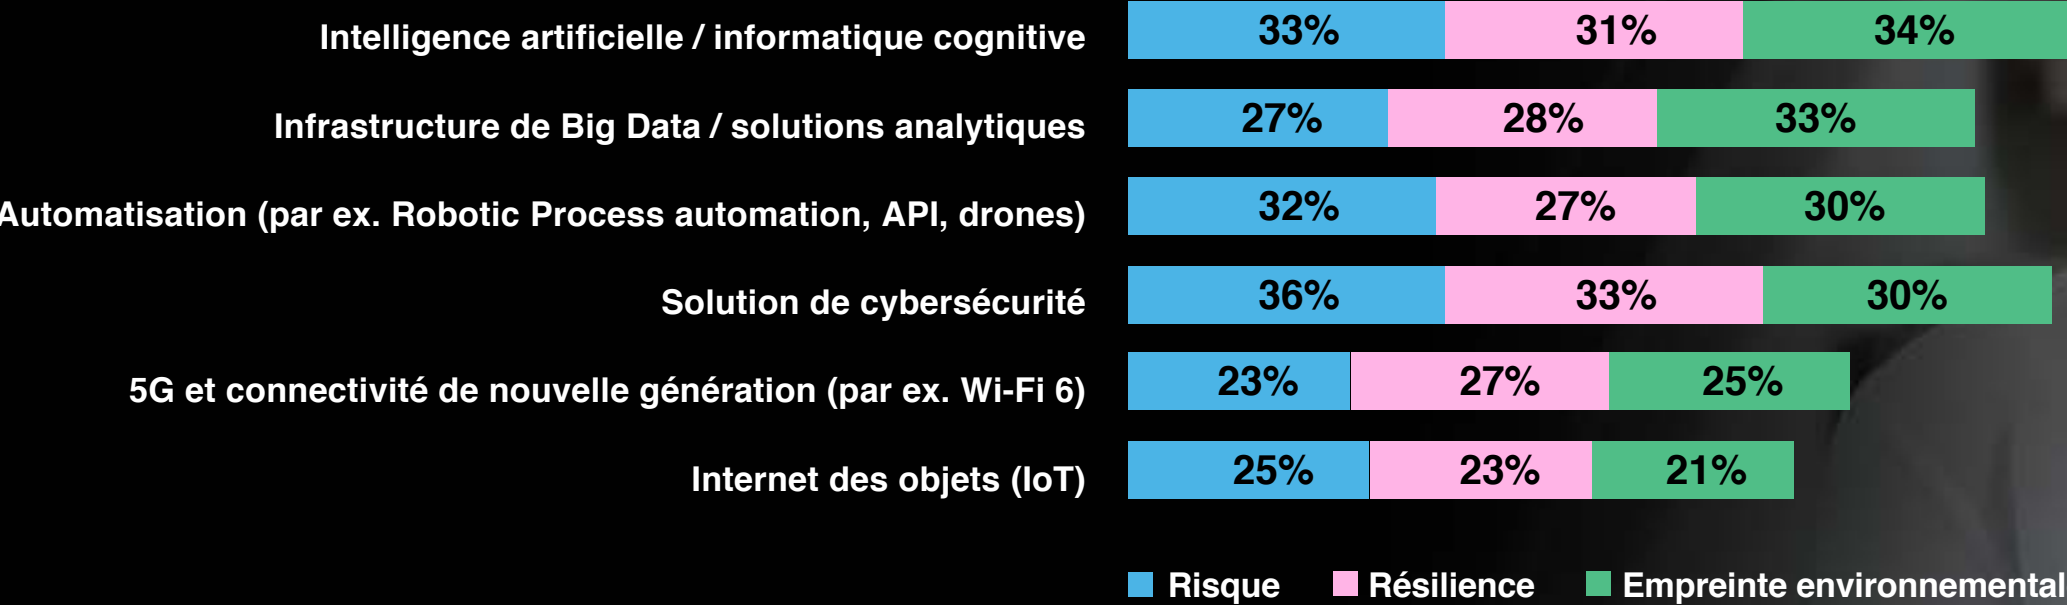 Intelligence artificielle / informatique cognitive 33% 31% 34%
Infrastructure de Big Data / solutions analytiques 27% 28% 33%
Automatisation (par ex. Robotic Process automation, API, drones) 32% 27% 30%
Solution de cybersécurité 36% 33% 30%
5G et connectivité de nouvelle génération (par ex. Wi-Fi 6) 23% 27% 25%
Internet des objets (IoT) 25% 23% 21%
Risque Résilience Empreinte environnemental